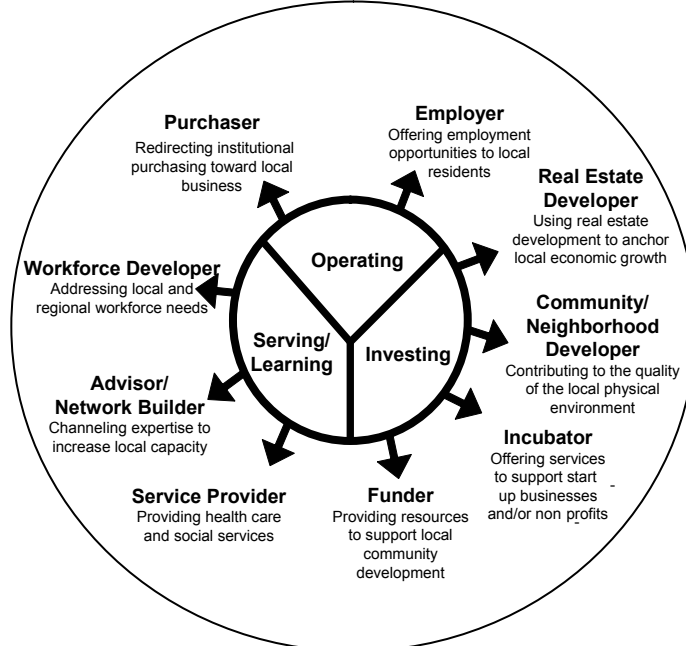 Purchaser
Redirecting institutional
purchasing toward local
business
Employer
Offering employment
opportunities to local
residents
Real Estate
Developer
Using real estate
development to anchor
local economic growth
Operating
Workforce Developer
Addressing local and
regional workforce needs
Community/
Neighborhood
Developer
Contributing to the quality
of the local physical
environment
Serving/
Learning
Investing
Advisor/
Network Builder
Channeling expertise to
increase local capacity
Incubator
Offering services
to support start -
up businesses
and/or non-profits
Service Provider
Providing health care
and social services
Funder
Providing resources
to support local
community
development